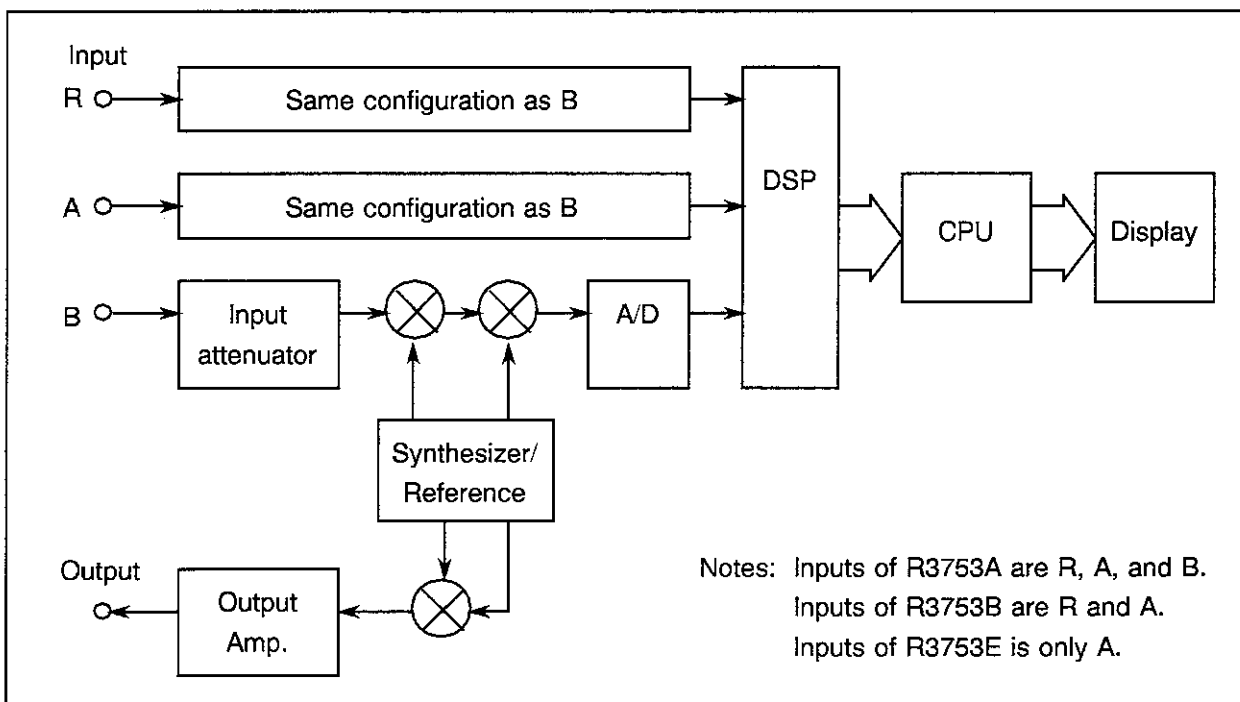 Input
R
Same configuration as B
A
Same configuration as B
B
Input
attenuator
A/D
DSP
CPU
Display
Synthesizer/
Reference
Output
Output
Amp.
Notes: Inputs of R3753A are R, A, and B.
Inputs of R3753B are R and A.
Inputs of R3753E is only A.